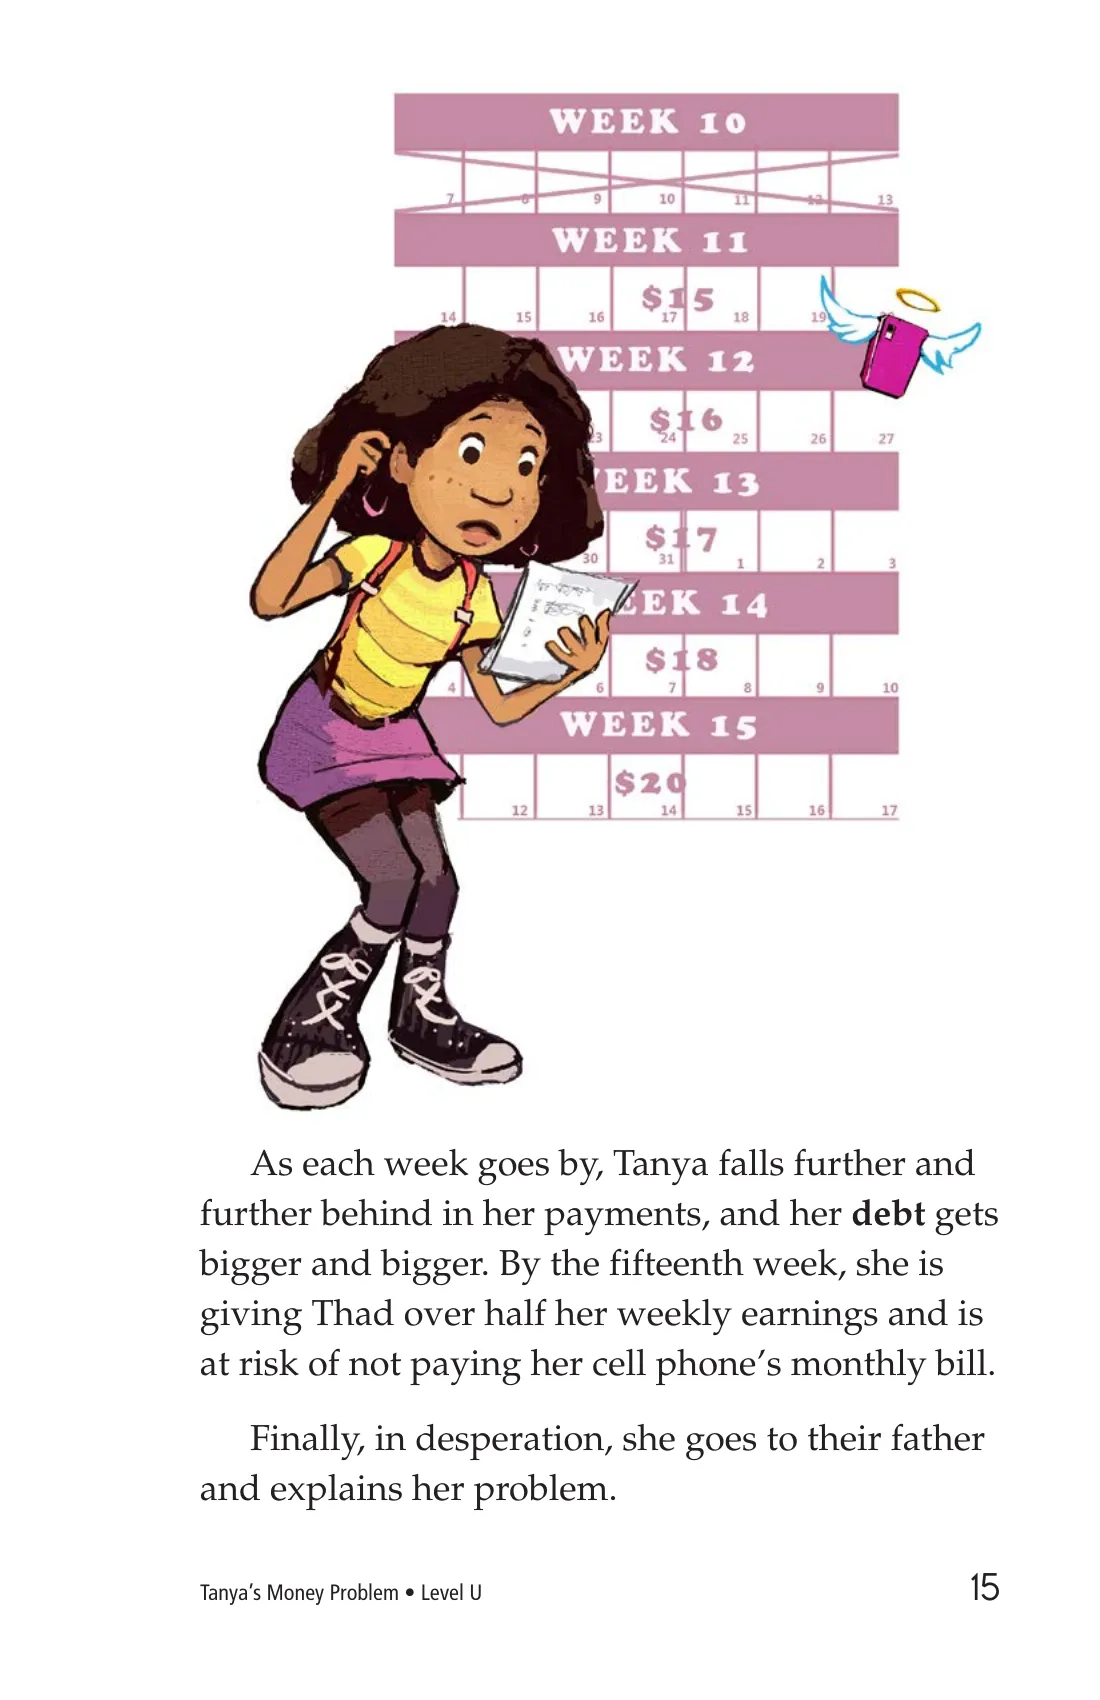 WEEK 10
7 8 9 10 11 12 13
WEEK 11
$15
14 15 16 17 18 19
WEEK 12
$16
24 25 26 27
WEEK 13
$17
30 31 1 2 3
WEEK 14
$18
4 6 7 8 9 10
WEEK 15
$20
12 13 14 15 16 17
As each week goes by, Tanya falls further and
further behind in her payments, and her debt gets
bigger and bigger. By the fifteenth week, she is
giving Thad over half her weekly earnings and is
at risk of not paying her cell phone’s monthly bill.
Finally, in desperation, she goes to their father
and explains her problem.
Tanya’s Money Problem • Level U
15